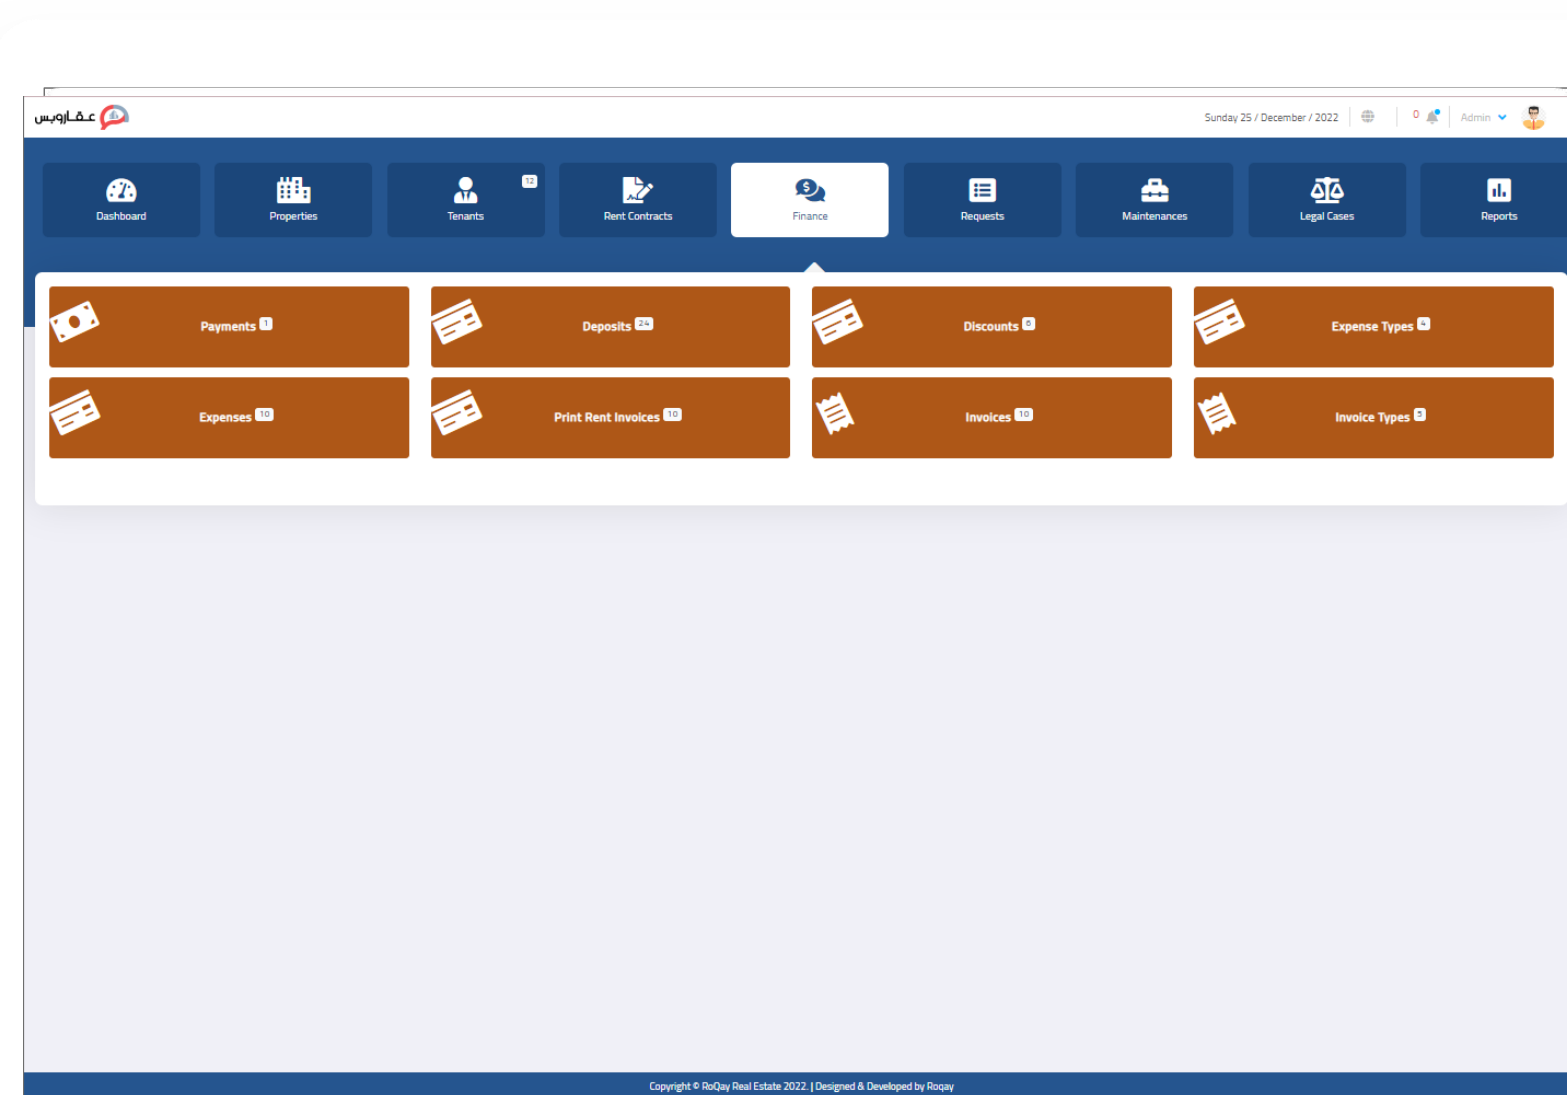 عقاروبس
Sunday 25 / December / 2022
0
Admin
Dashboard
Properties
12
Tenants
Rent Contracts
Finance
Requests
Maintenances
Legal Cases
Reports
Payments 1
Deposits 24
Discounts 6
Expense Types 4
Expenses 10
Print Rent Invoices 10
Invoices 10
Invoice Types 5
Copyright © RoQay Real Estate 2022. | Designed & Developed by Roqay